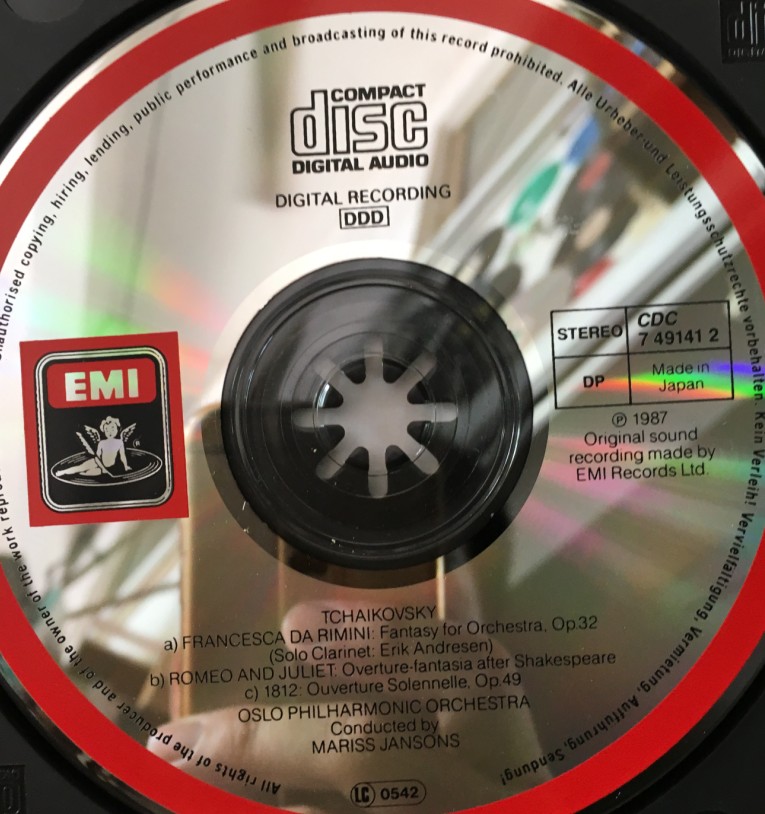 All rights of the producer and of the owner of the work reproduced prohibited. Unauthorised copying, hiring, lending, public performance and broadcasting of this record prohibited. Alle Urheber-und Leistungsschutzrechte vorbehalten. Kein Verleih! Vervielfältigung, Vermietung, Aufführung, Sendung!
COMPACT
disc
DIGITAL AUDIO
DIGITAL RECORDING
DDD
EMI
STEREO
CDC
7 49141 2
DP
Made in
Japan
℗ 1987
Original sound
recording made by
EMI Records Ltd.
TCHAIKOVSKY
a) FRANCESCA DA RIMINI: Fantasy for Orchestra, Op.32
(Solo Clarinet: Erik Andresen)
b) ROMEO AND JULIET: Overture-fantasia after Shakespeare
c) 1812: Ouverture Solennelle, Op.49
OSLO PHILHARMONIC ORCHESTRA
Conducted by
MARISS JANSONS
LC 0542